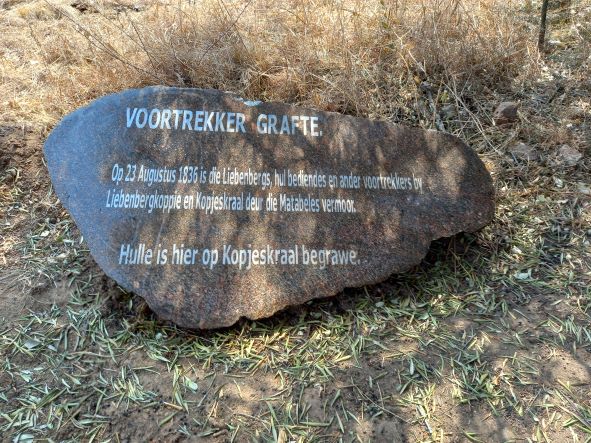 VOORTREKKER GRAFTE.
Op 23 Augustus 1836 is die Liebenbergs, hul bediendes en ander voortrekkers by
Liebenbergkoppie en Kopjeskraal deur die Matabeles vermoor.
Hulle is hier op Kopjeskraal begrawe.